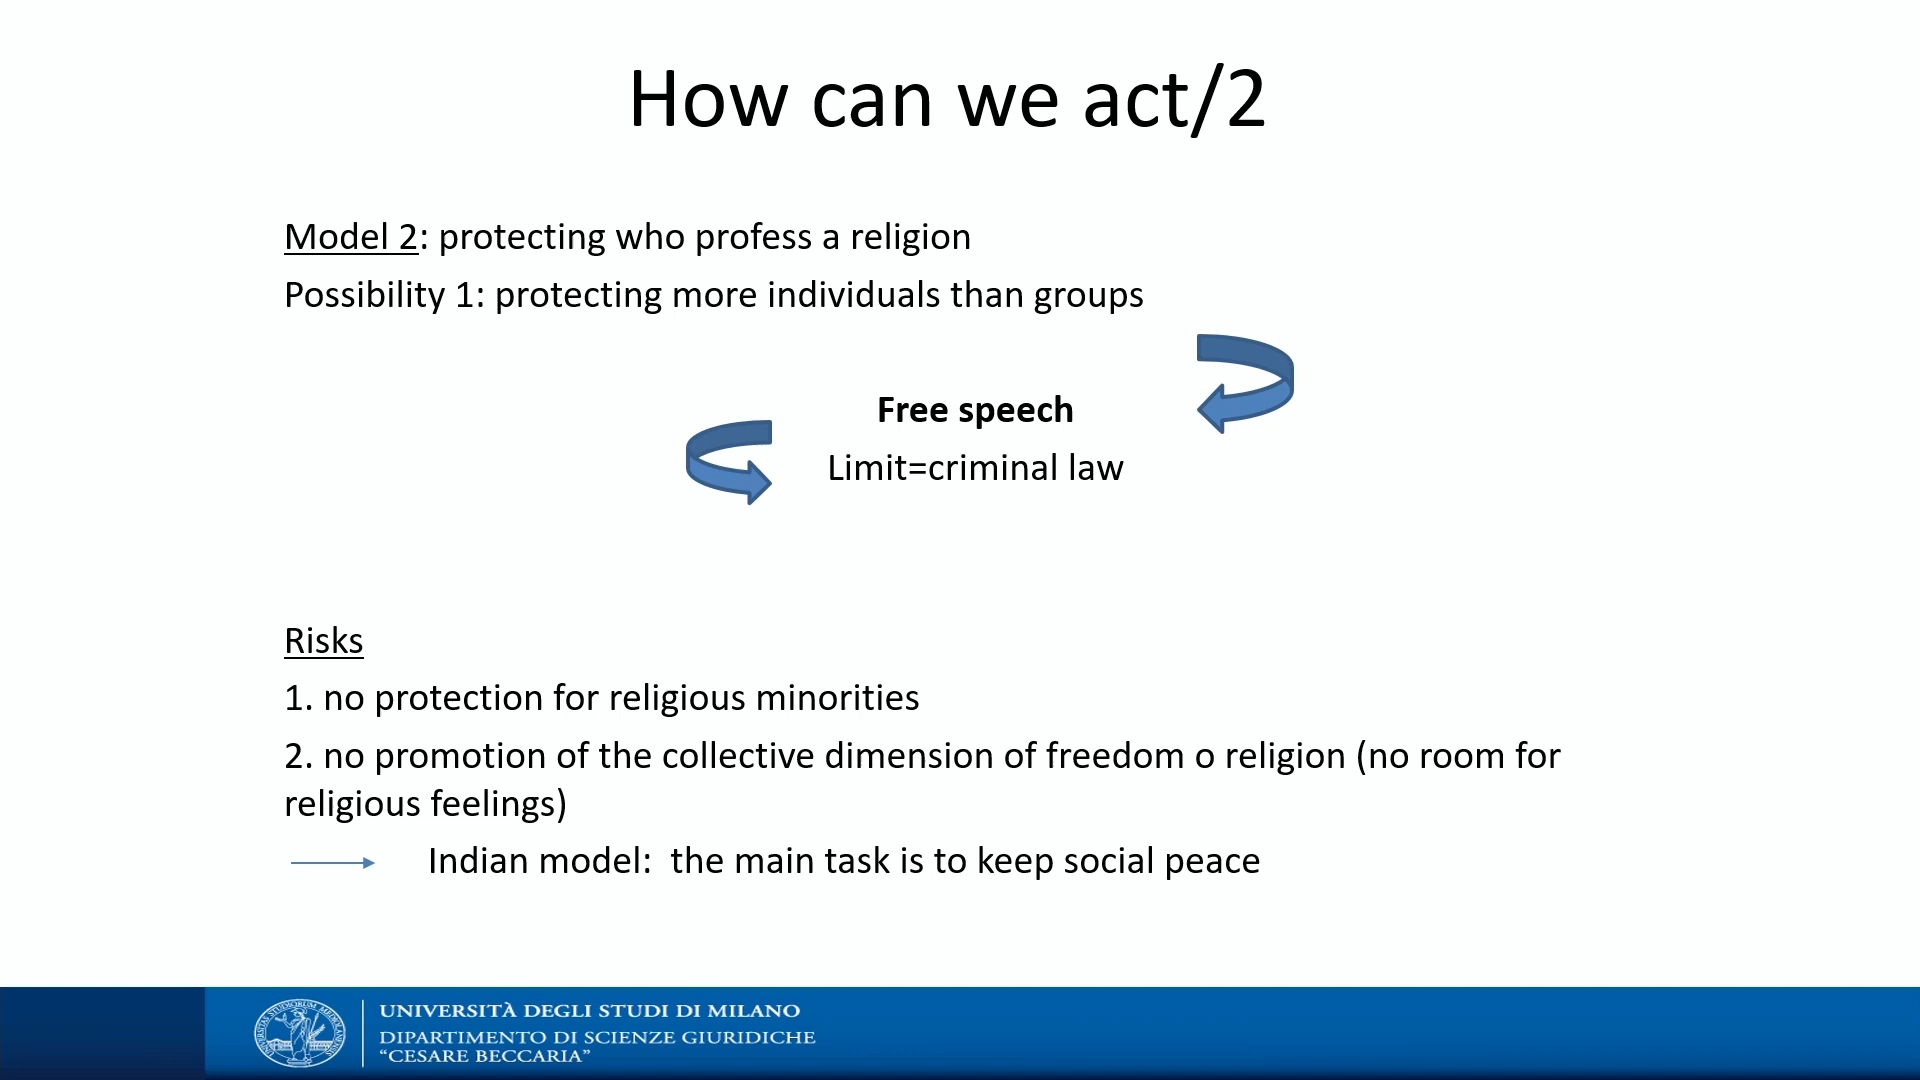 How can we act/2
Model 2: protecting who profess a religion
Possibility 1: protecting more individuals than groups
Free speech
Limit=criminal law
Risks
1. no protection for religious minorities
2. no promotion of the collective dimension of freedom o religion (no room for
religious feelings)
Indian model:  the main task is to keep social peace
UNIVERSITÀ DEGLI STUDI DI MILANO
DIPARTIMENTO DI SCIENZE GIURIDICHE
“CESARE BECCARIA”